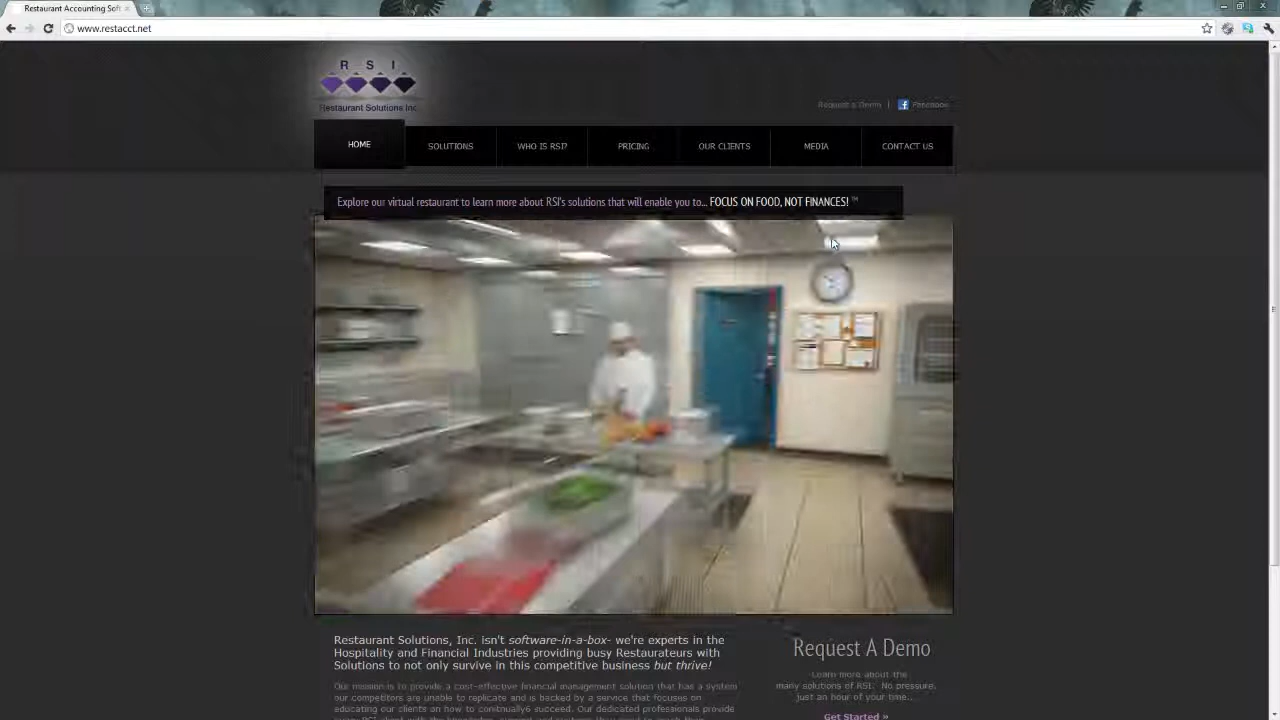 Restaurant Accounting Soft
www.restacct.net
R S I
Restaurant Solutions Inc.
Request a Demo | Facebook
HOME SOLUTIONS WHO IS RSI? PRICING OUR CLIENTS MEDIA CONTACT US
Explore our virtual restaurant to learn more about RSI's solutions that will enable you to... FOCUS ON FOOD, NOT FINANCES! ™
Restaurant Solutions, Inc. isn't software-in-a-box- we're experts in the
Hospitality and Financial Industries providing busy Restaurateurs with
Solutions to not only survive in this competitive business but thrive!
Our mission is to provide a cost-effective financial management solution that has a system
our competitors are unable to replicate and is backed by a service that focuses on
educating our clients on how to conitnually6 succeed. Our dedicated professionals provide
Request A Demo
Learn more about the
many solutions of RSI. No pressure,
just an hour of your time...
Get Started »